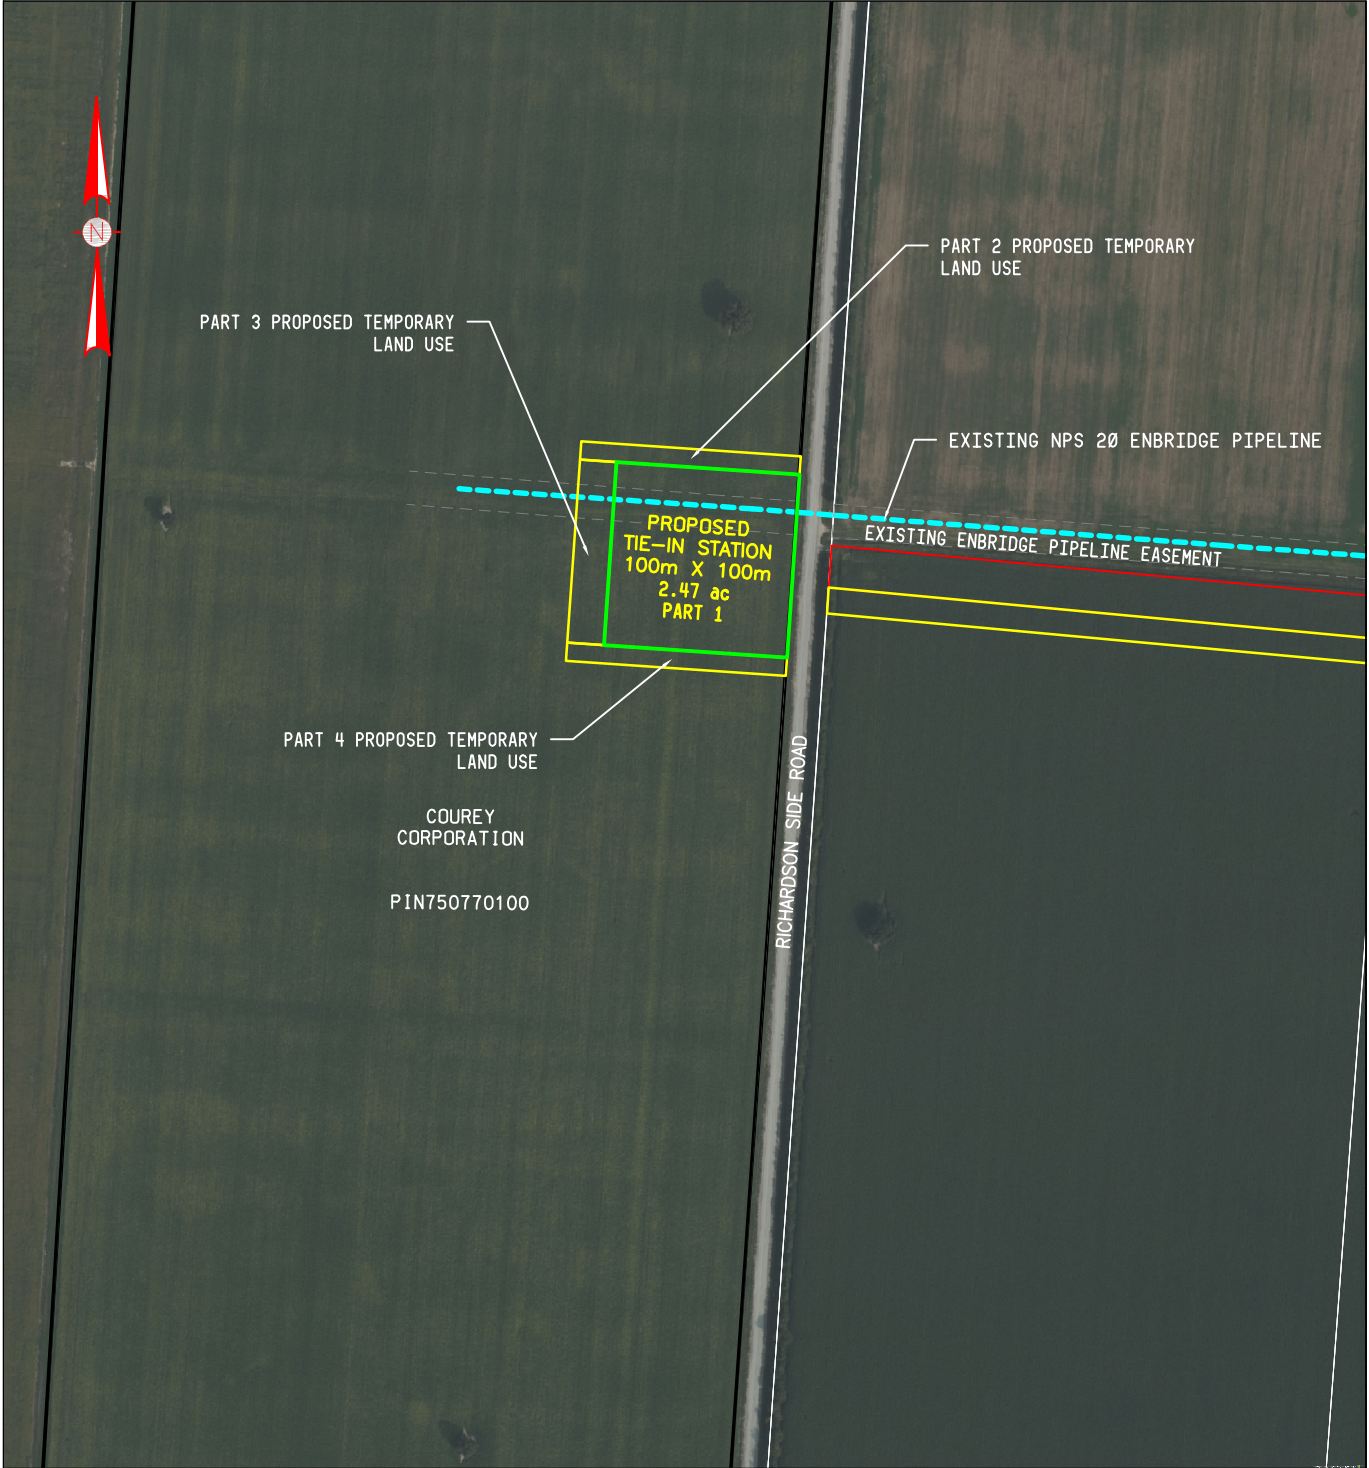 N
PART 2 PROPOSED TEMPORARY
LAND USE
PART 3 PROPOSED TEMPORARY
LAND USE
EXISTING NPS 20 ENBRIDGE PIPELINE
EXISTING ENBRIDGE PIPELINE EASEMENT
PROPOSED
TIE-IN STATION
100m X 100m
2.47 ac
PART 1
PART 4 PROPOSED TEMPORARY
LAND USE
RICHARDSON SIDE ROAD
COUREY
CORPORATION
PIN750770100